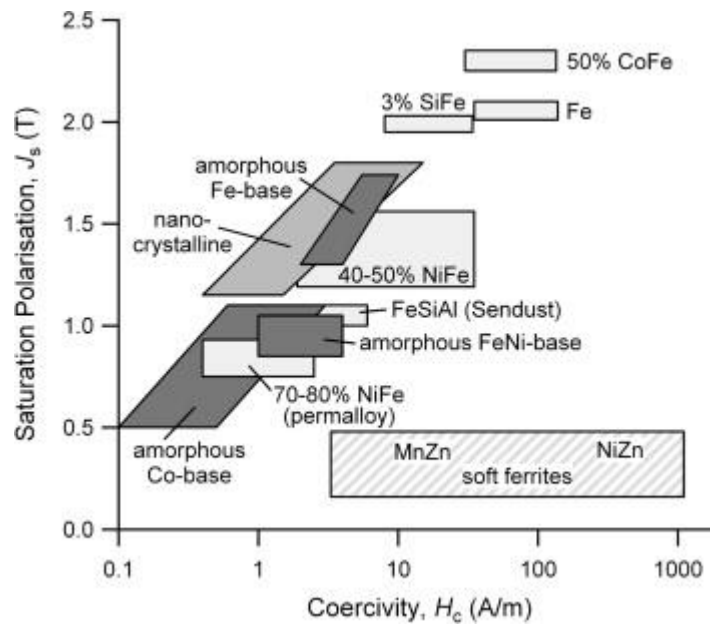 Saturation Polarisation, Jₛ (T)
2.5
2.0
1.5
1.0
0.5
0.0
50% CoFe
3% SiFe
Fe
amorphous
Fe-base
nano-
crystalline
40-50% NiFe
FeSiAl (Sendust)
amorphous FeNi-base
70-80% NiFe
(permalloy)
amorphous
Co-base
MnZn
NiZn
soft ferrites
0.1
1
10
100
1000
Coercivity, H꜀ (A/m)